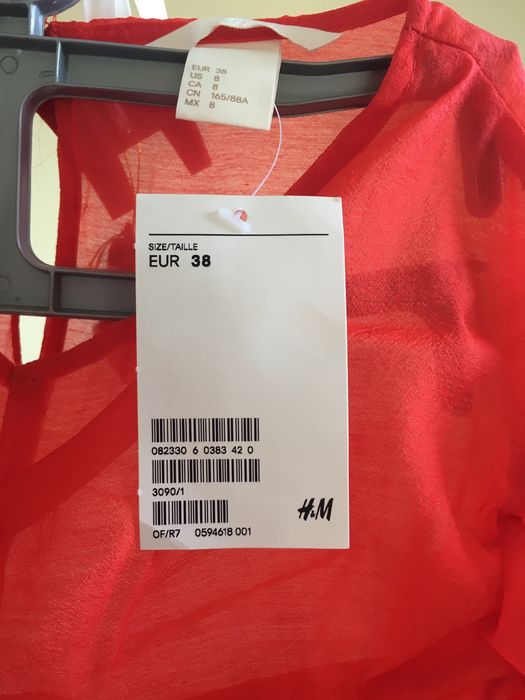 EUR 38
US 8
CA 8
CN 165/88A
MX 8
SIZE/TAILLE
EUR 38
082330 6 0383 42 0
3090/1
OF/R7 0594618 001
H&M